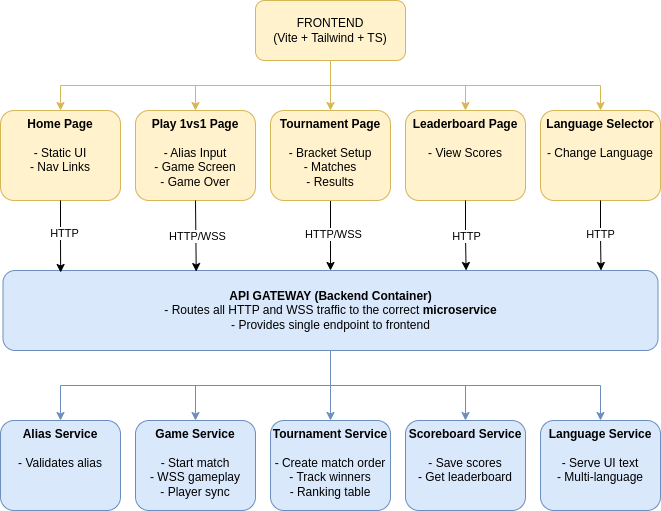 FRONTEND
(Vite + Tailwind + TS)
Home Page
- Static UI
- Nav Links
Play 1vs1 Page
- Alias Input
- Game Screen
- Game Over
Tournament Page
- Bracket Setup
- Matches
- Results
Leaderboard Page
- View Scores
Language Selector
- Change Language
HTTP
HTTP/WSS
HTTP/WSS
HTTP
HTTP
API GATEWAY (Backend Container)
- Routes all HTTP and WSS traffic to the correct microservice
- Provides single endpoint to frontend
Alias Service
- Validates alias
Game Service
- Start match
- WSS gameplay
- Player sync
Tournament Service
- Create match order
- Track winners
- Ranking table
Scoreboard Service
- Save scores
- Get leaderboard
Language Service
- Serve UI text
- Multi-language